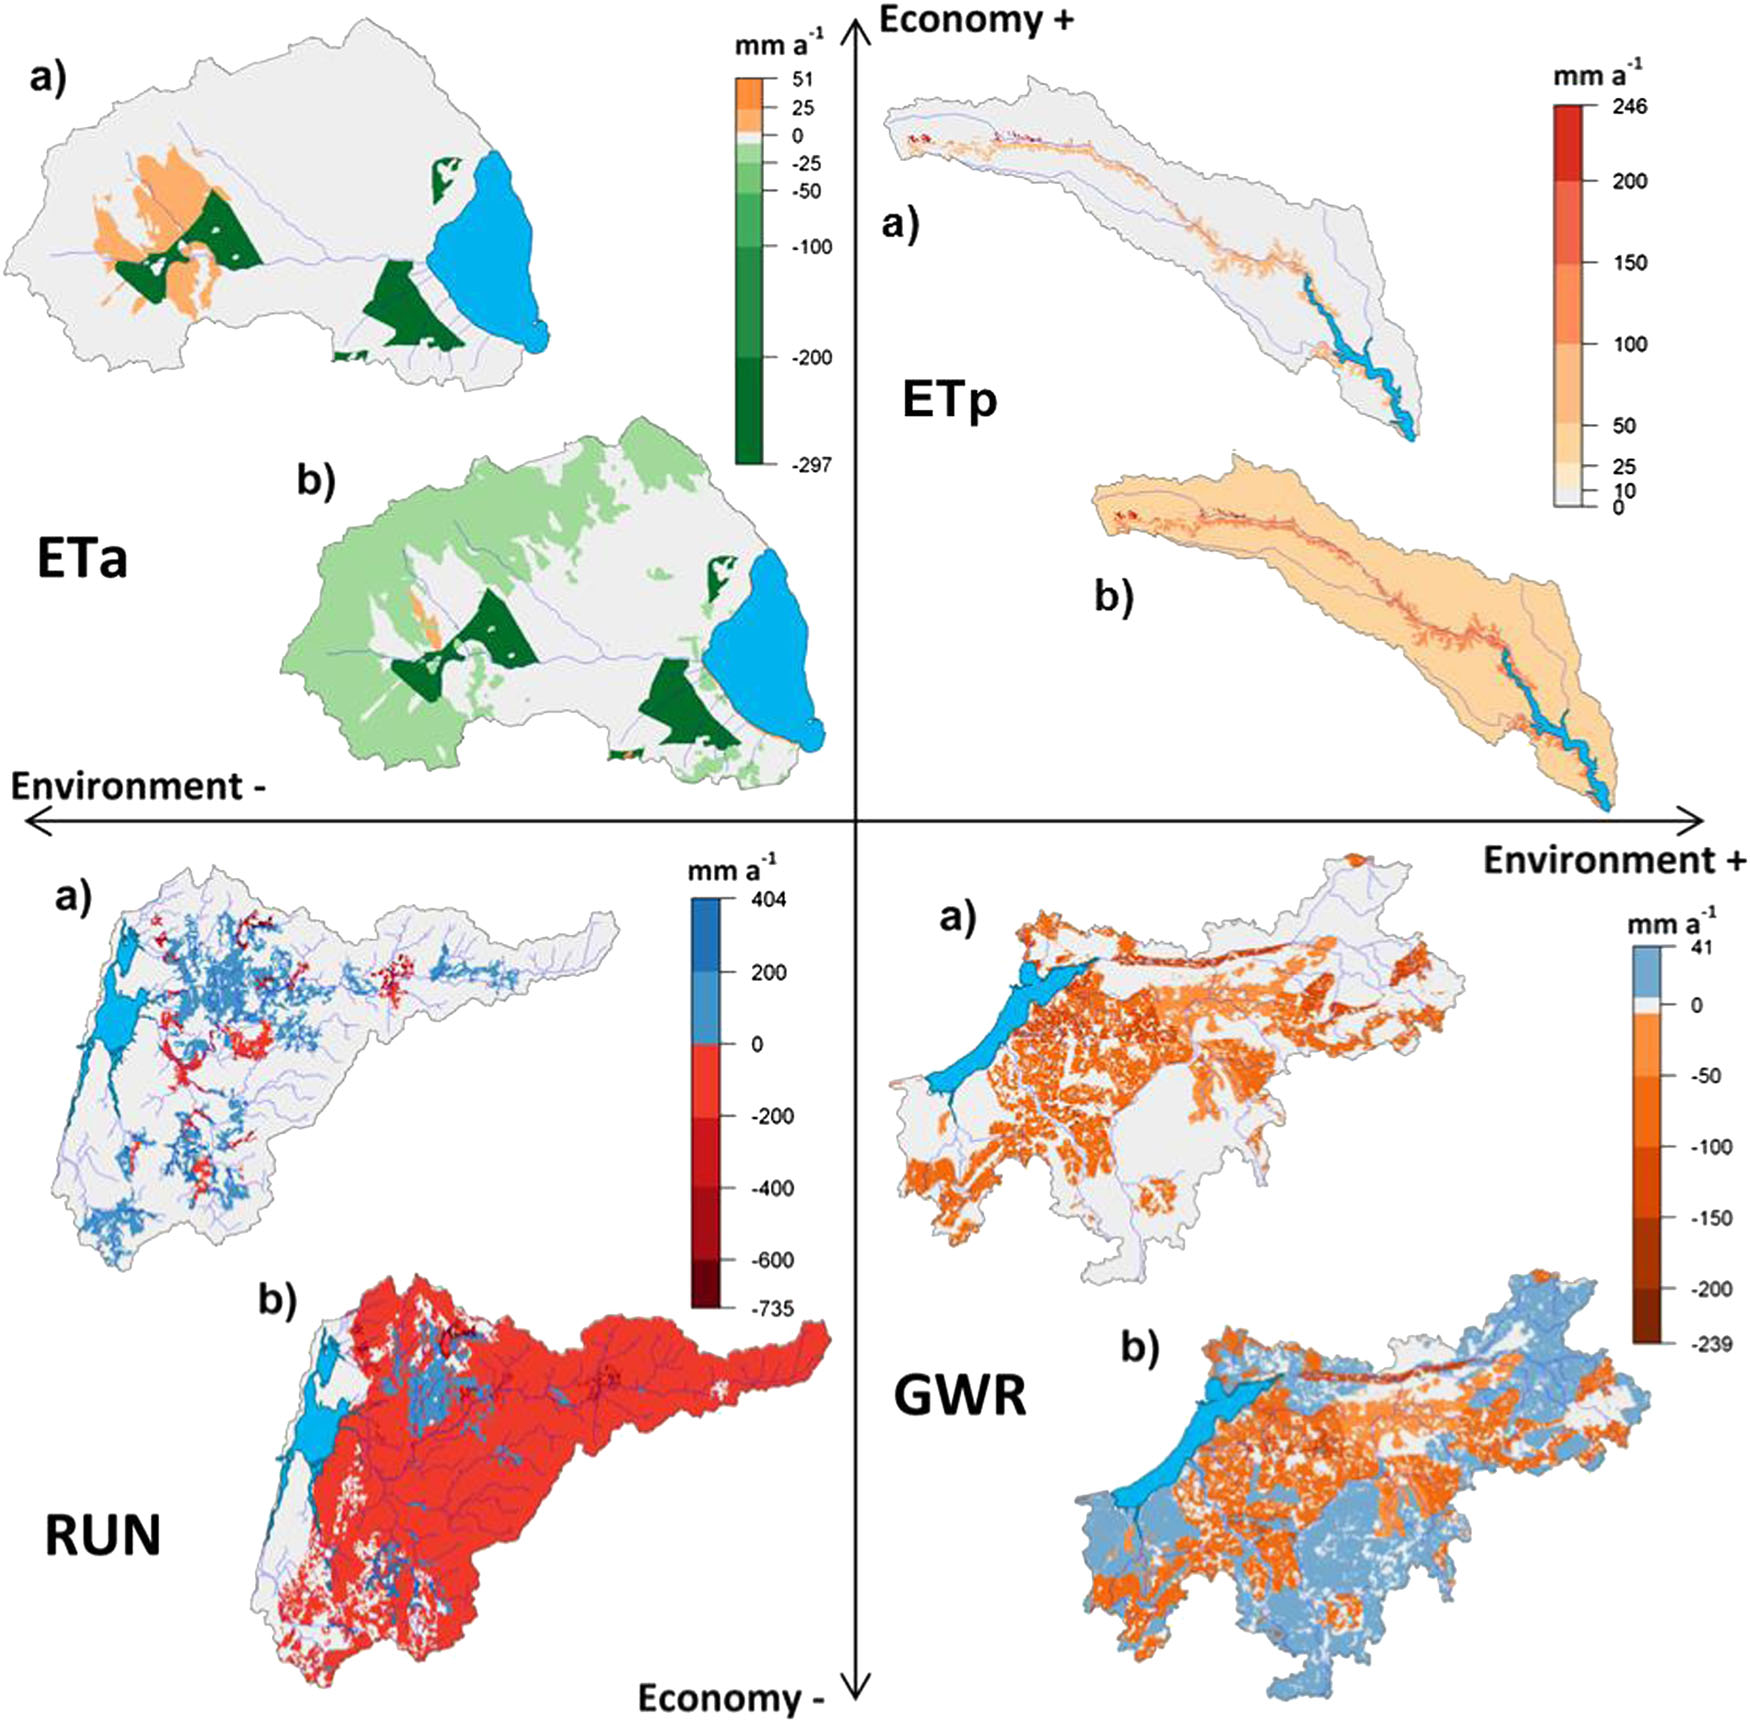 Economy +
a)
mm a-1
51
25
0
-25
-50
-100
-200
-297
b)
ETa
mm a-1
246
200
150
100
50
25
10
0
a)
ETp
b)
Environment -
Environment +
a)
mm a-1
404
200
0
-200
-400
-600
-735
b)
RUN
a)
mm a-1
41
0
-50
-100
-150
-200
-239
b)
GWR
Economy -